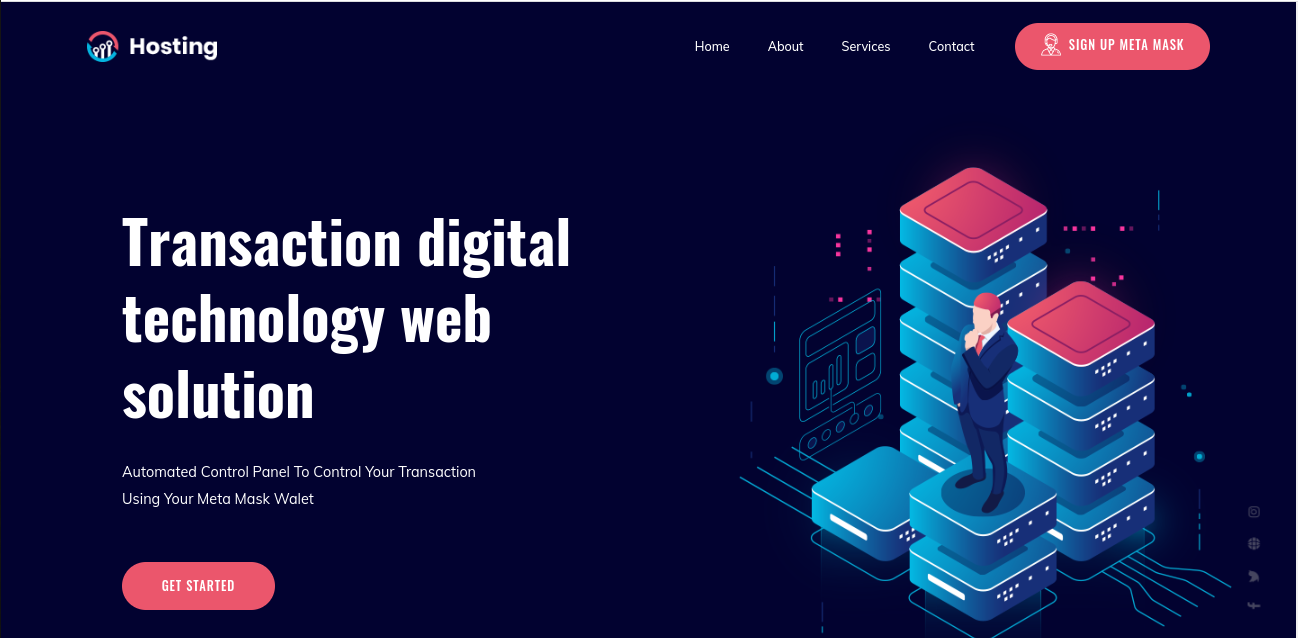 Hosting
Home
About
Services
Contact
SIGN UP META MASK
Transaction digital
technology web
solution
Automated Control Panel To Control Your Transaction
Using Your Meta Mask Walet
GET STARTED